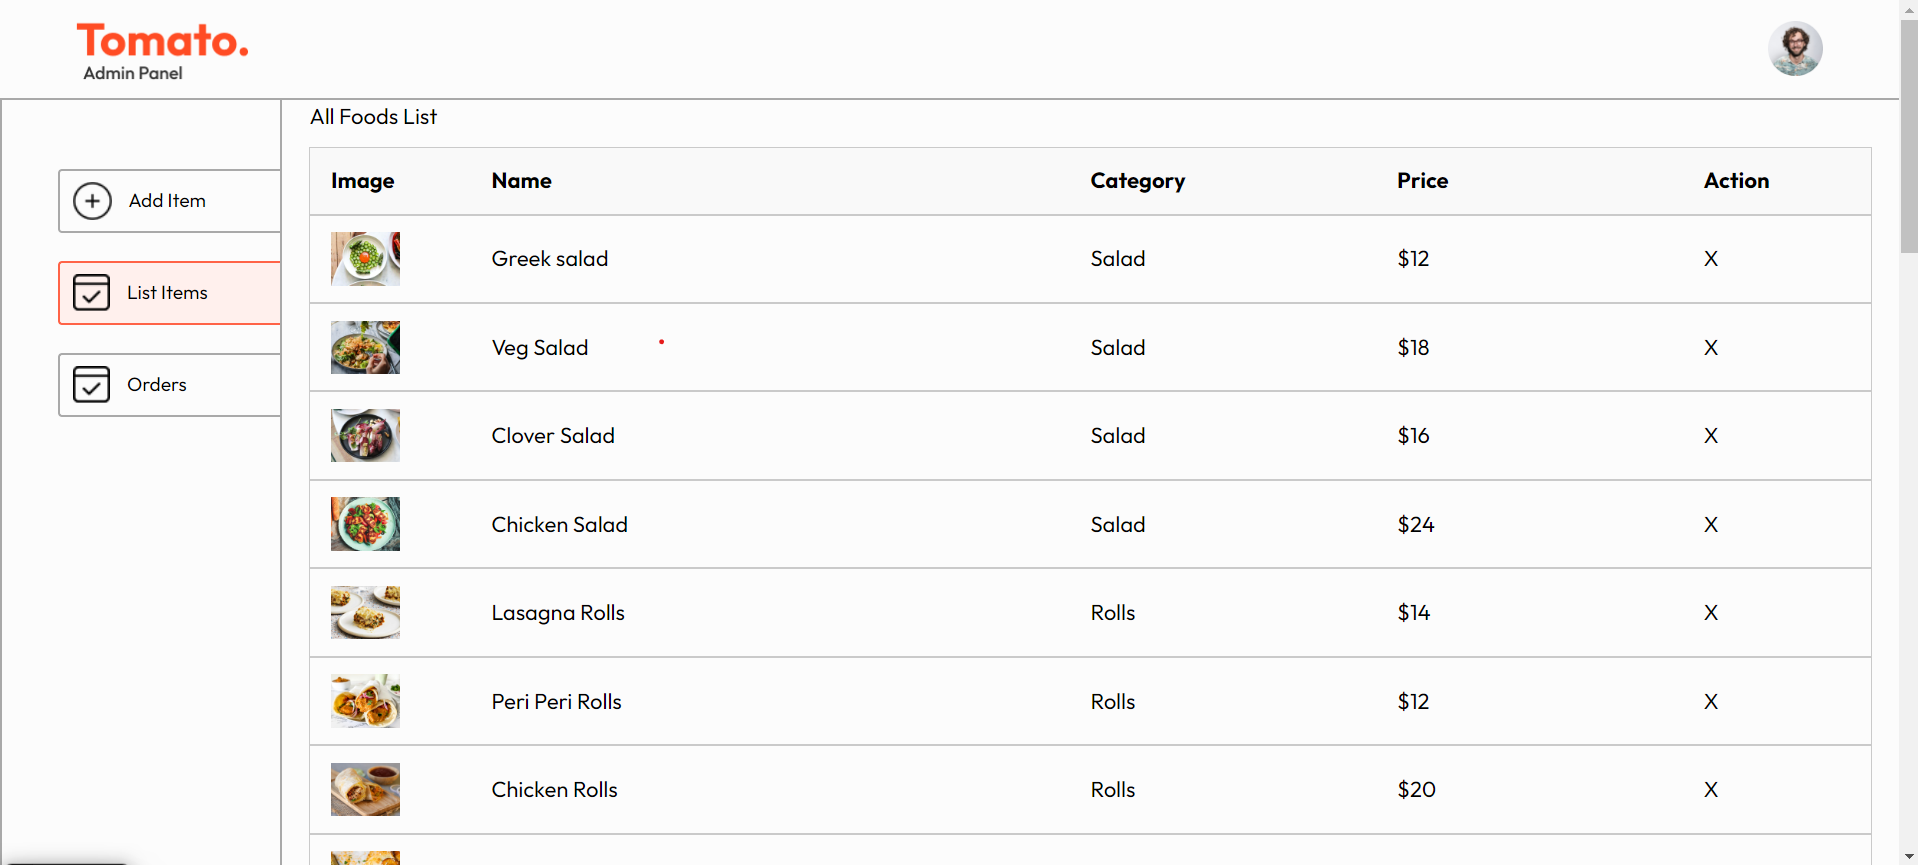 Tomato.
Admin Panel
All Foods List
Image Name Category Price Action
Add Item
Greek salad Salad $12 X
List Items
Veg Salad Salad $18 X
Orders
Clover Salad Salad $16 X
Chicken Salad Salad $24 X
Lasagna Rolls Rolls $14 X
Peri Peri Rolls Rolls $12 X
Chicken Rolls Rolls $20 X